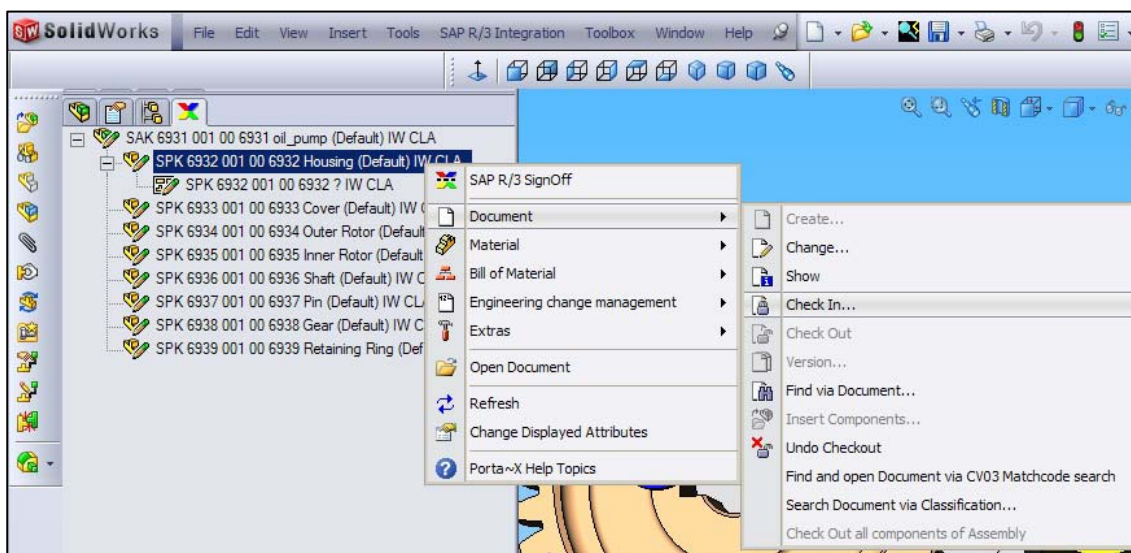 SolidWorks File Edit View Insert Tools SAP R/3 Integration Toolbox Window Help
SAK 6931 001 00 6931 oil_pump (Default) IW CLA
SPK 6932 001 00 6932 Housing (Default) IW CLA
SPK 6932 001 00 6932 ? IW CLA
SPK 6933 001 00 6933 Cover (Default) IW
SPK 6934 001 00 6934 Outer Rotor (Default
SPK 6935 001 00 6935 Inner Rotor (Default
SPK 6936 001 00 6936 Shaft (Default) IW C
SPK 6937 001 00 6937 Pin (Default) IW CL
SPK 6938 001 00 6938 Gear (Default) IW C
SPK 6939 001 00 6939 Retaining Ring (Def
SAP R/3 SignOff
Document
Material
Bill of Material
Engineering change management
Extras
Open Document
Refresh
Change Displayed Attributes
Porta~X Help Topics
Create...
Change...
Show
Check In...
Check Out
Version...
Find via Document...
Insert Components...
Undo Checkout
Find and open Document via CV03 Matchcode search
Search Document via Classification...
Check Out all components of Assembly